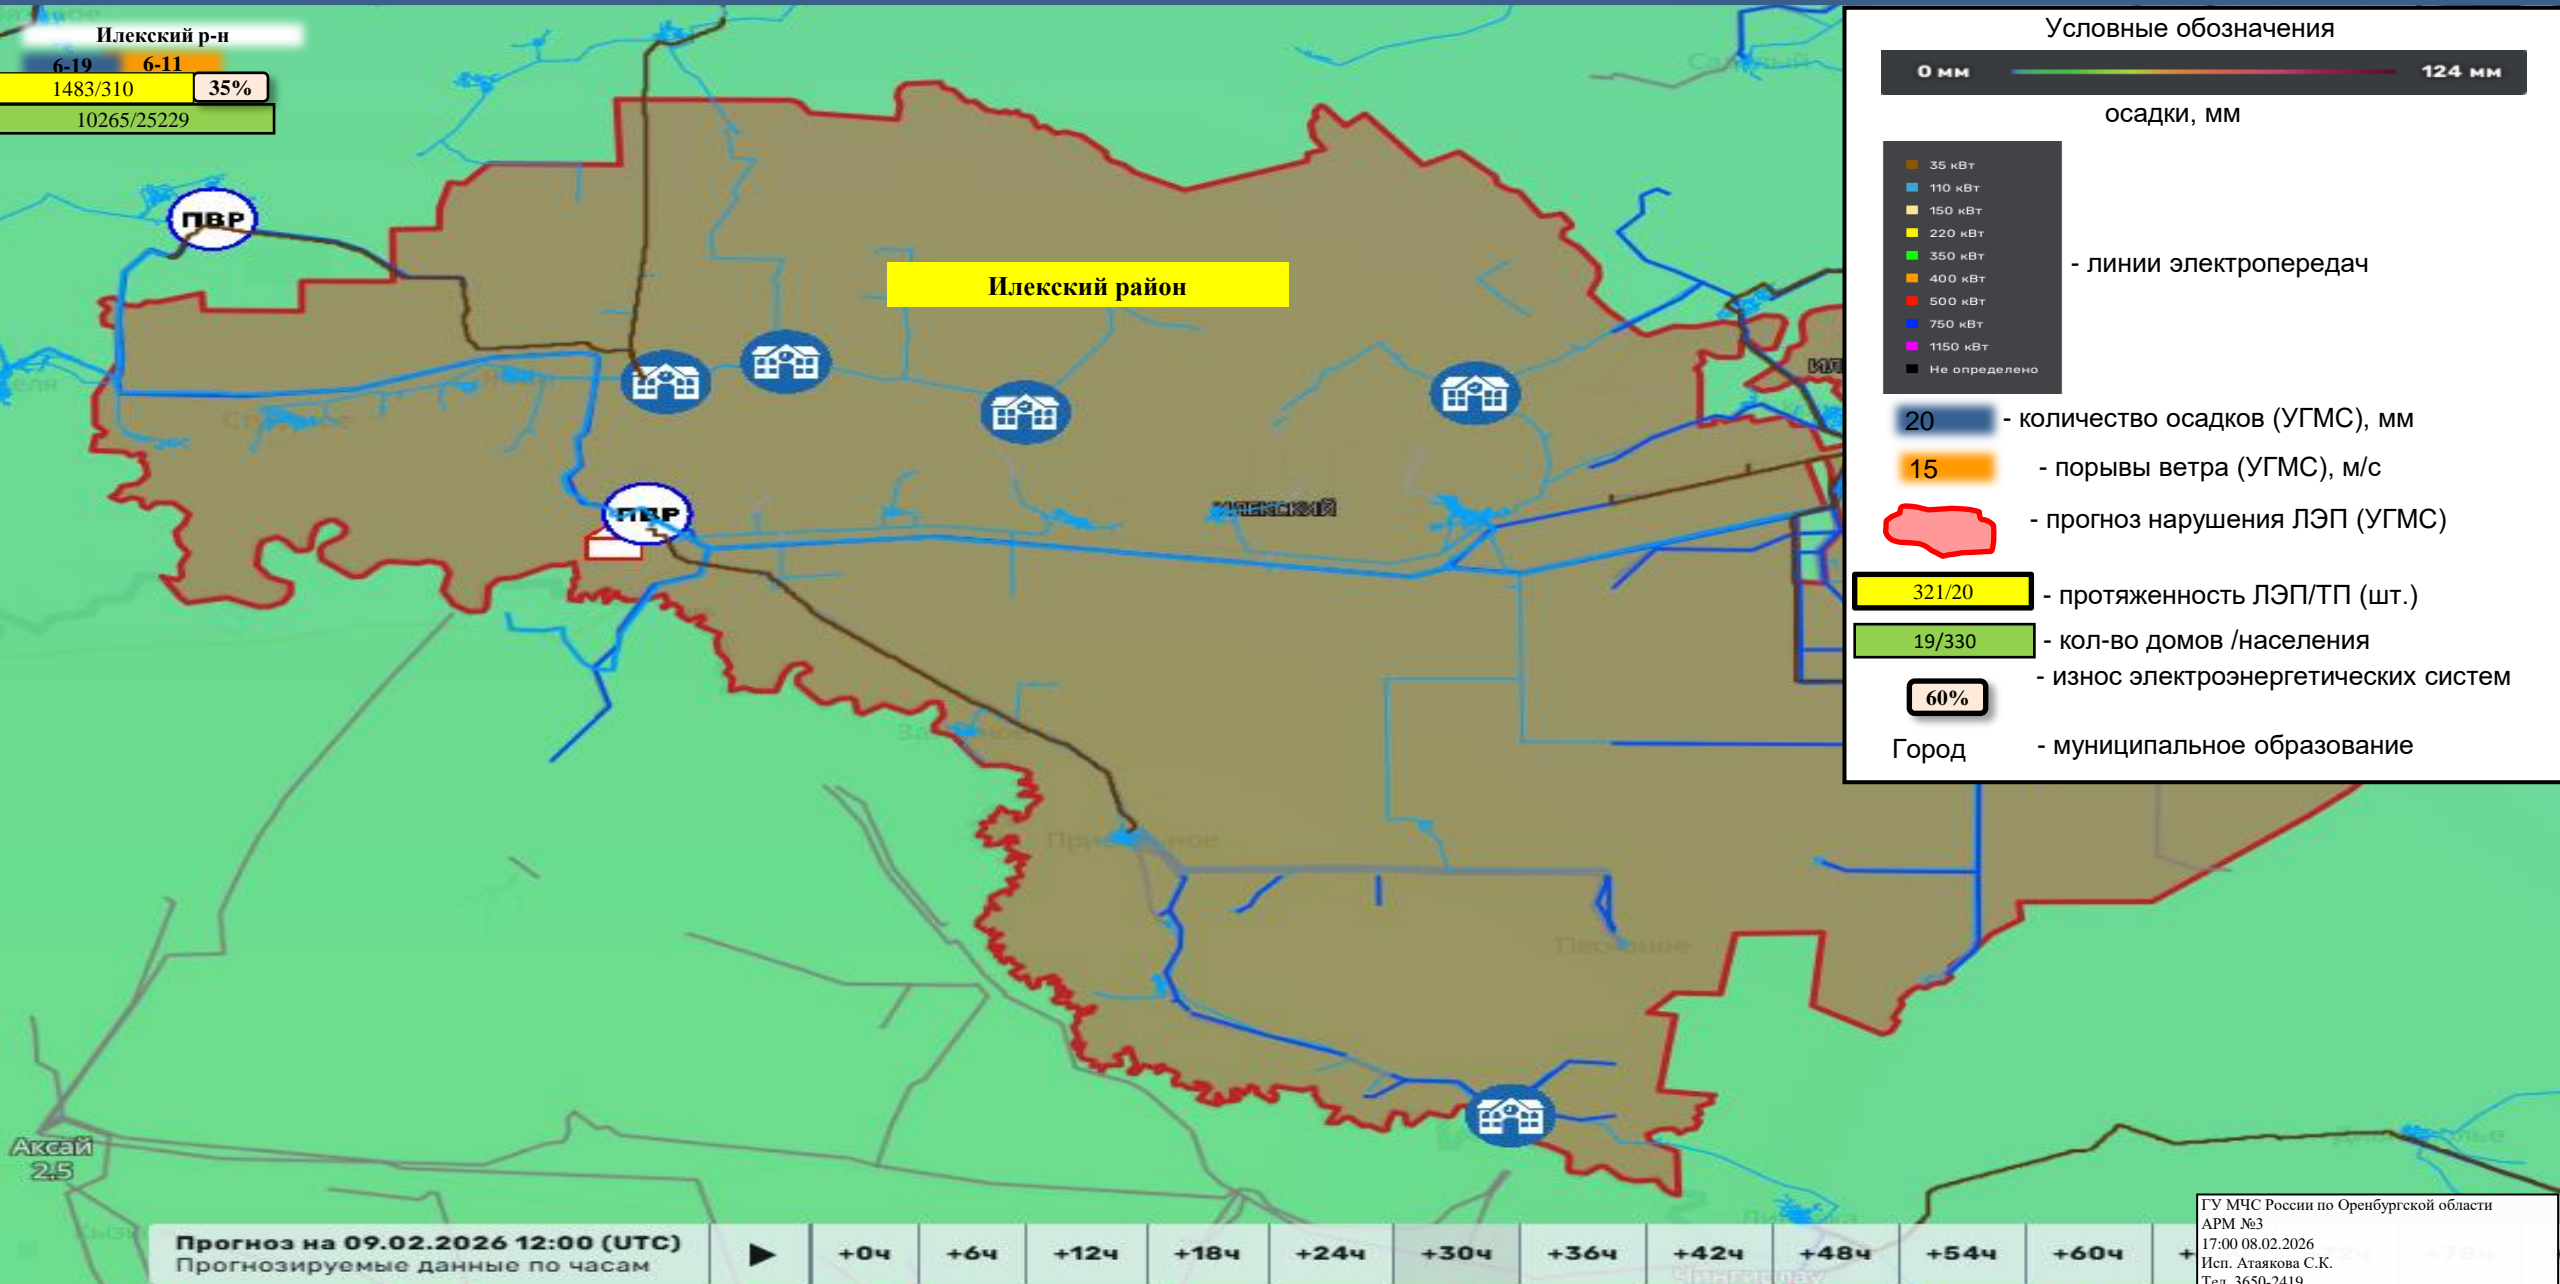 Илекский р-н
6-19 6-11
1483/310 35%
10265/25229
ПВР
Илекский район
ИЛЕКСКИЙ
ПВР
Аксай
2.5
Условные обозначения
0 мм 124 мм
осадки, мм
35 кВт
110 кВт
150 кВт
220 кВт
350 кВт
400 кВт
500 кВт
750 кВт
1150 кВт
Не определено
- линии электропередач
20 - количество осадков (УГМС), мм
15 - порывы ветра (УГМС), м/с
- прогноз нарушения ЛЭП (УГМС)
321/20 - протяженность ЛЭП/ТП (шт.)
19/330 - кол-во домов /населения
- износ электроэнергетических систем
60%
Город - муниципальное образование
Песчаное
Чингирлау
Прогноз на 09.02.2026 12:00 (UTC)
Прогнозируемые данные по часам
+0ч +6ч +12ч +18ч +24ч +30ч +36ч +42ч +48ч +54ч +60ч
ГУ МЧС России по Оренбургской области
АРМ №3
17:00 08.02.2026
Исп. Атаякова С.К.
Тел. 3650-2419